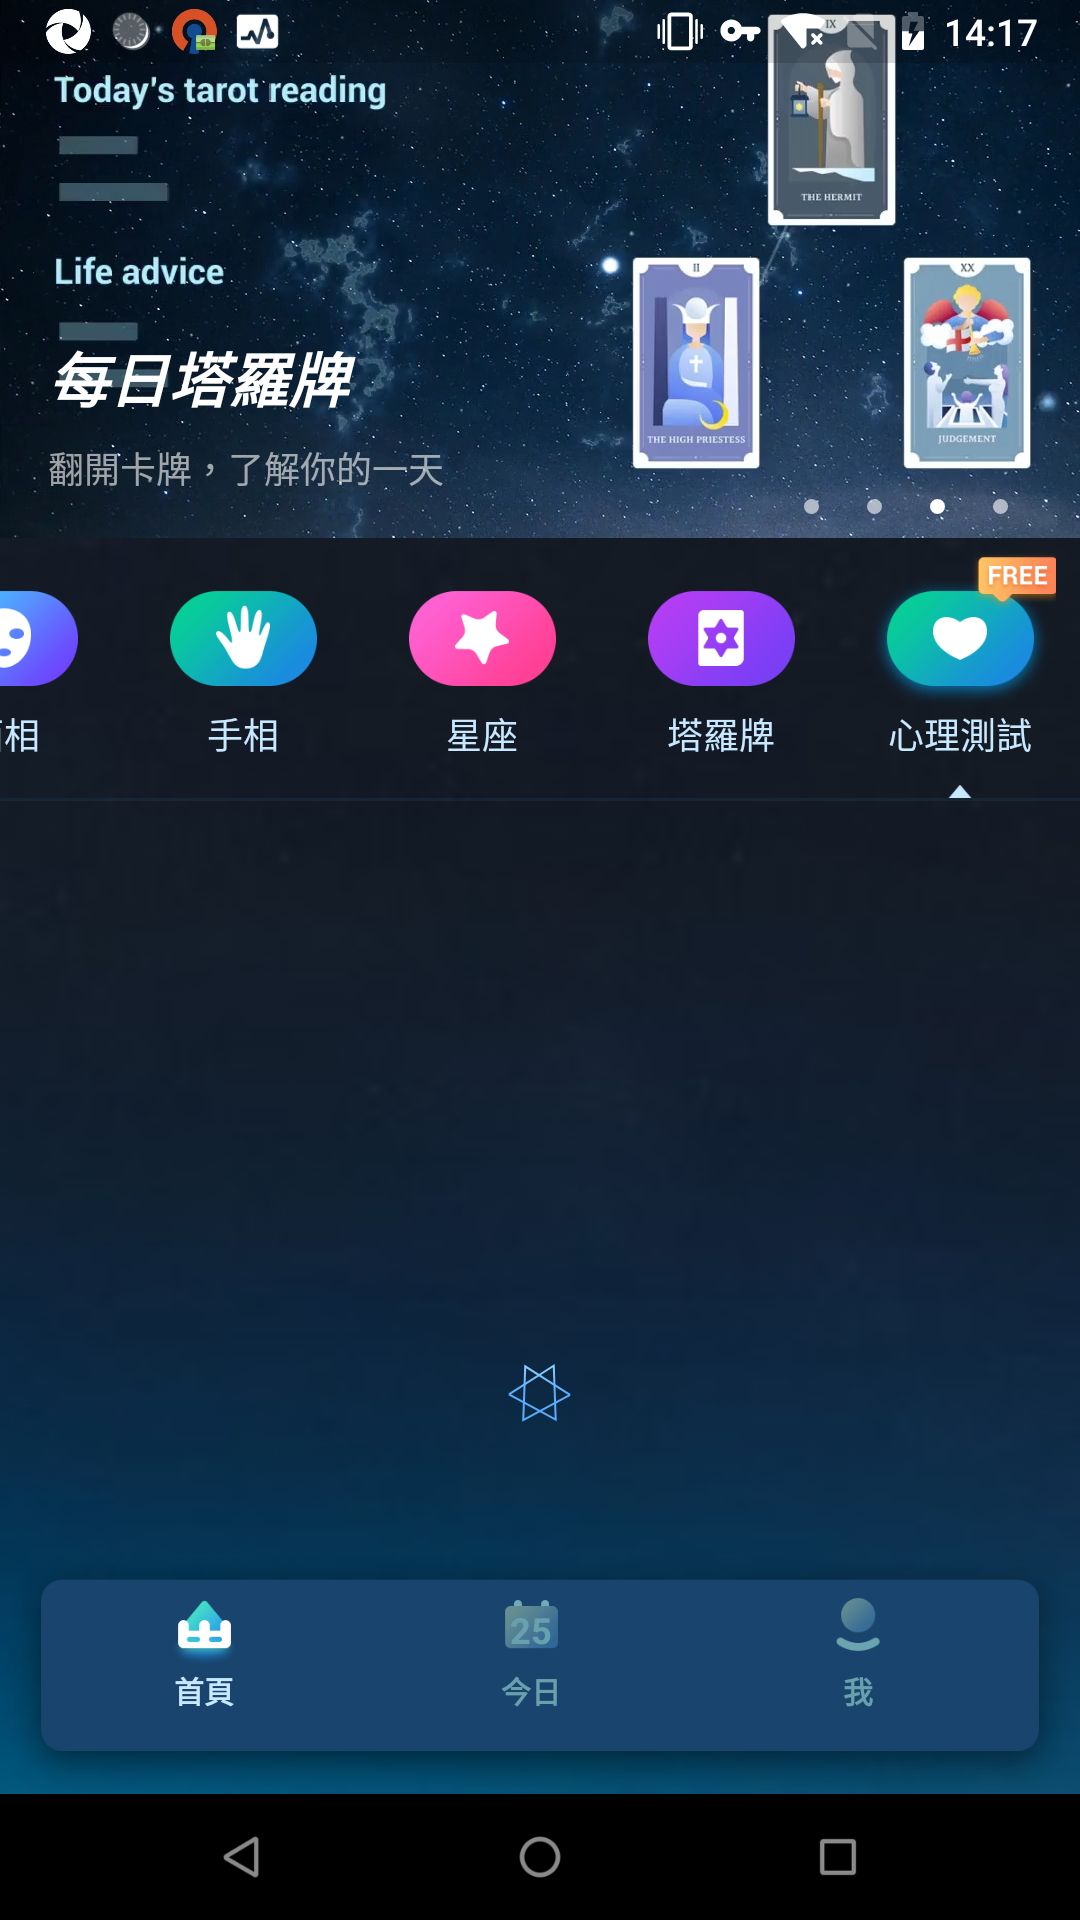 14:17
Today's tarot reading
IX
THE HERMIT
Life advice
II
THE HIGH PRIESTESS
XX
JUDGEMENT
每日塔羅牌
翻開卡牌，了解你的一天
FREE
相
手相
星座
塔羅牌
心理測試
25
首頁
今日
我